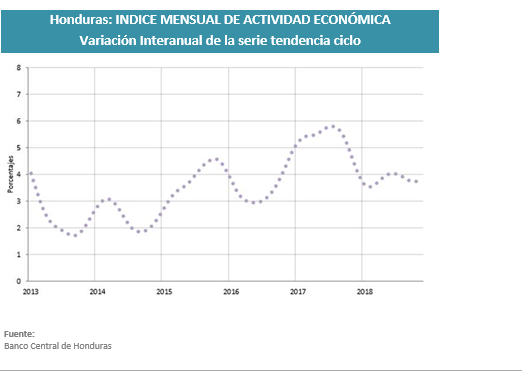 Honduras: INDICE MENSUAL DE ACTIVIDAD ECONÓMICA
Variación Interanual de la serie tendencia ciclo
Porcentajes
8
7
6
5
4
3
2
1
0
2013 2014 2015 2016 2017 2018
Fuente:
Banco Central de Honduras